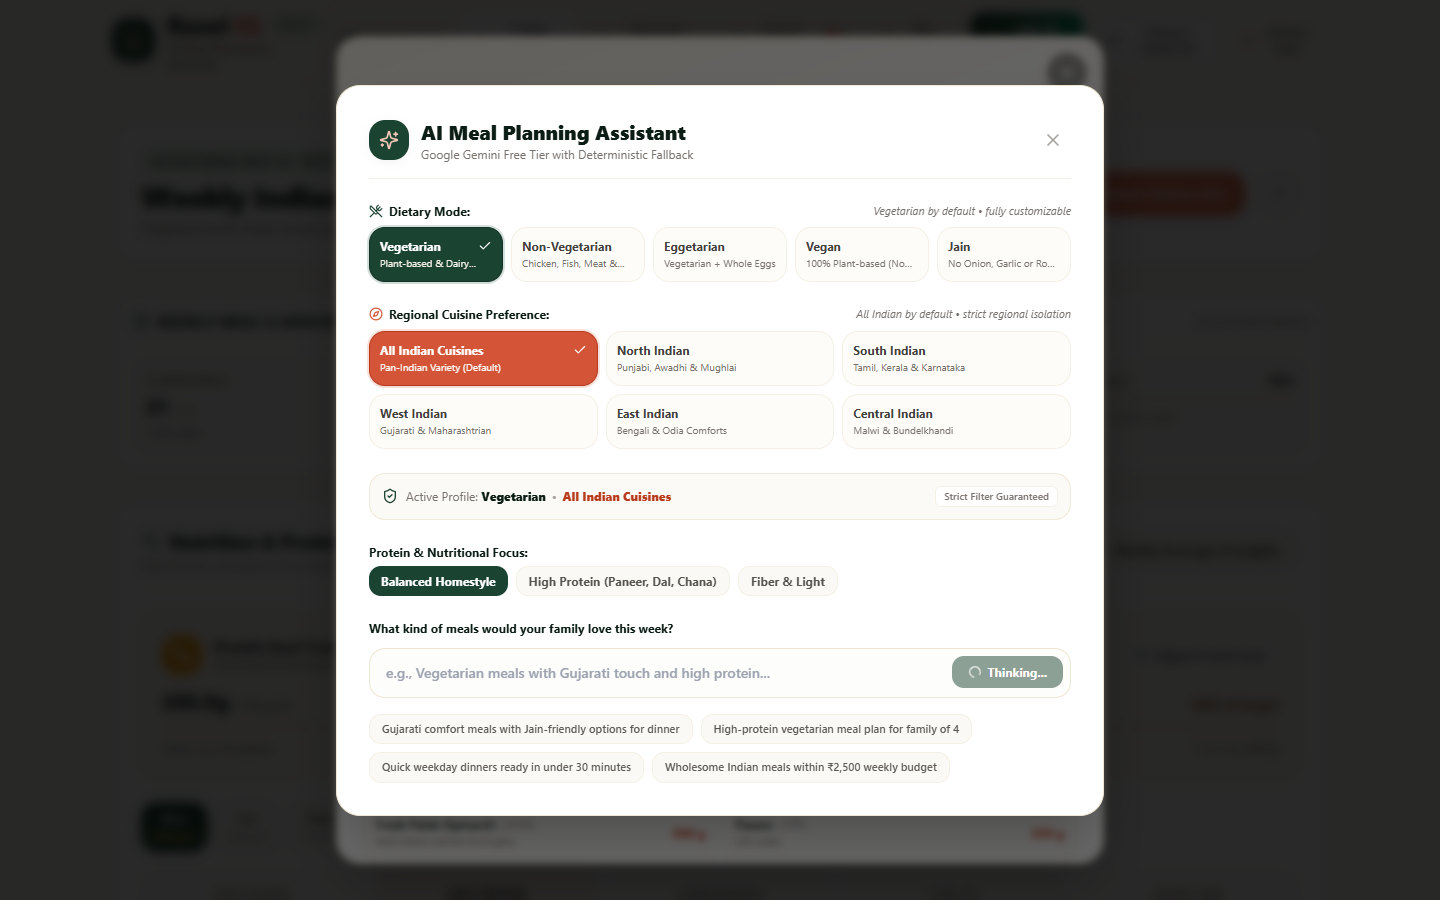 AI Meal Planning Assistant
Google Gemini Free Tier with Deterministic Fallback
Dietary Mode:
Vegetarian by default • fully customizable
Vegetarian
Plant-based & Dairy...
Non-Vegetarian
Chicken, Fish, Meat &...
Eggetarian
Vegetarian + Whole Eggs
Vegan
100% Plant-based (No...
Jain
No Onion, Garlic or Ro...
Regional Cuisine Preference:
All Indian by default • strict regional isolation
All Indian Cuisines
Pan-Indian Variety (Default)
North Indian
Punjabi, Awadhi & Mughlai
South Indian
Tamil, Kerala & Karnataka
West Indian
Gujarati & Maharashtrian
East Indian
Bengali & Odia Comforts
Central Indian
Malwi & Bundelkhandi
Active Profile: Vegetarian • All Indian Cuisines
Strict Filter Guaranteed
Protein & Nutritional Focus:
Balanced Homestyle
High Protein (Paneer, Dal, Chana)
Fiber & Light
What kind of meals would your family love this week?
e.g., Vegetarian meals with Gujarati touch and high protein...
Thinking...
Gujarati comfort meals with Jain-friendly options for dinner
High-protein vegetarian meal plan for family of 4
Quick weekday dinners ready in under 30 minutes
Wholesome Indian meals within ₹2,500 weekly budget
Weekly Indian